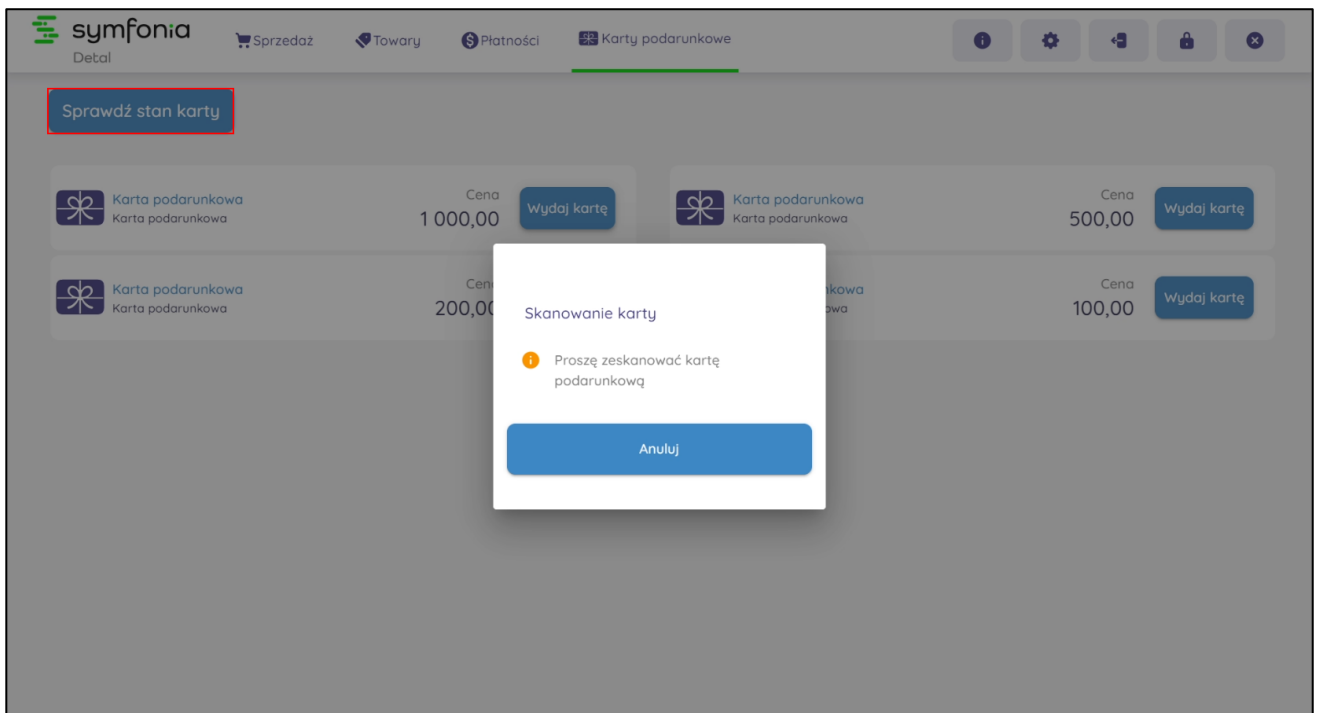 symfonia
Detal
Sprzedaż
Towary
Płatności
Karty podarunkowe
Sprawdź stan karty
Karta podarunkowa
Karta podarunkowa
Cena
1 000,00
Wydaj kartę
Karta podarunkowa
Karta podarunkowa
Cena
500,00
Wydaj kartę
Karta podarunkowa
Karta podarunkowa
Cena
200,00
Cena
100,00
Wydaj kartę
Skanowanie karty
Proszę zeskanować kartę
podarunkową
Anuluj